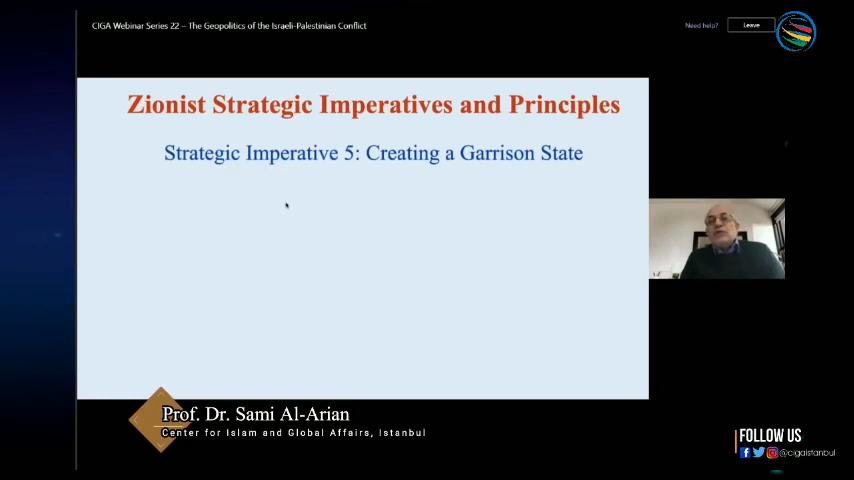 CIGA Webinar Series 22 – The Geopolitics of the Israeli-Palestinian Conflict
Need help?
Leave
Zionist Strategic Imperatives and Principles
Strategic Imperative 5: Creating a Garrison State
Prof. Dr. Sami Al-Arian
Center for Islam and Global Affairs, Istanbul
FOLLOW US
@cigaistanbul